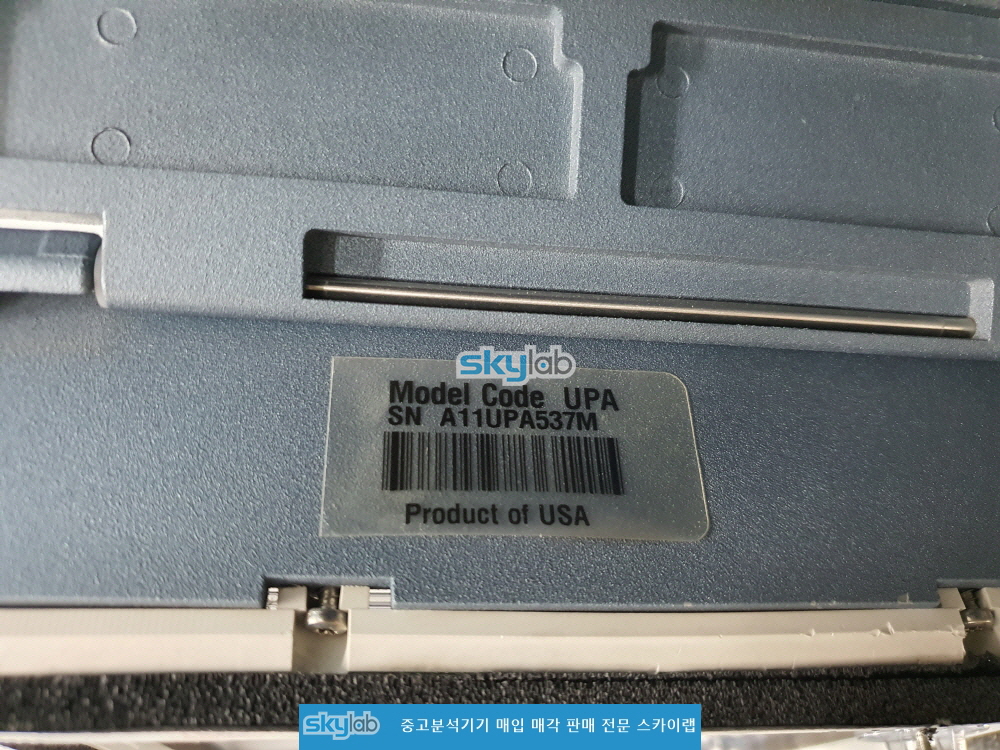 skylab
Model Code UPA
SN A11UPA537M
Product of USA
skylab 중고분석기기 매입 매각 판매 전문 스카이랩